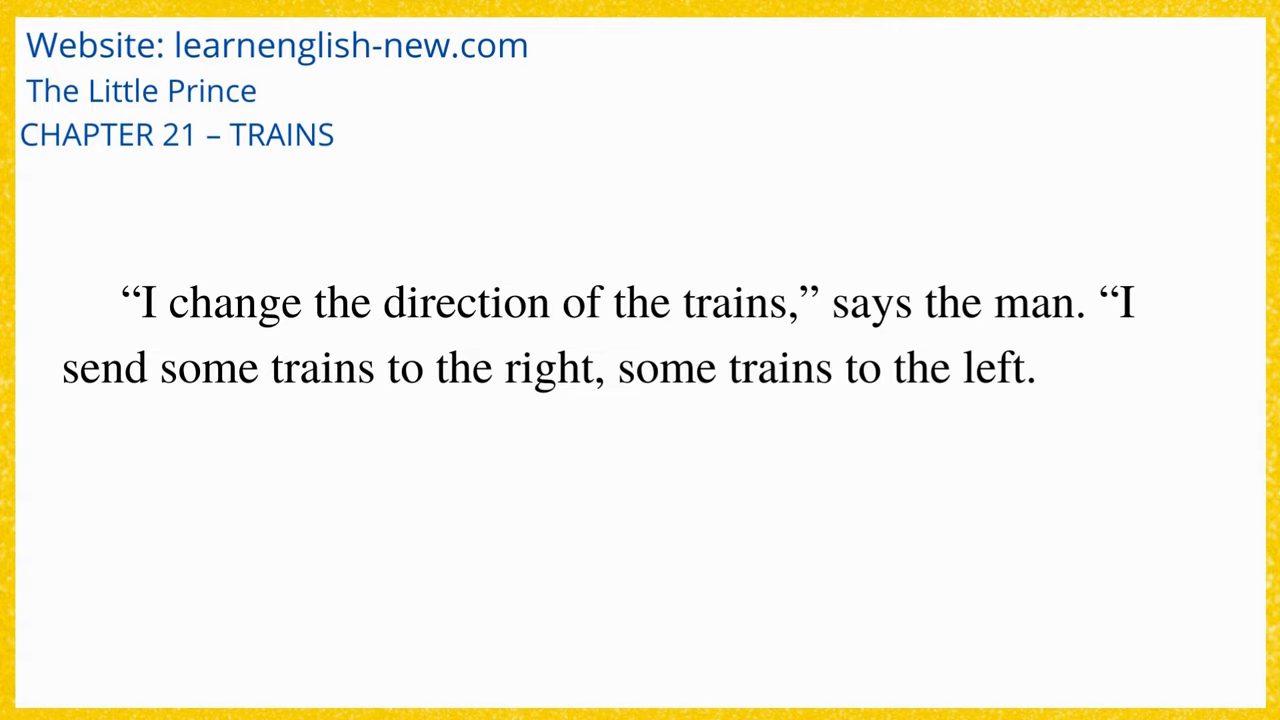 Website: learnenglish-new.com
The Little Prince
CHAPTER 21 – TRAINS
“I change the direction of the trains,” says the man. “I
send some trains to the right, some trains to the left.